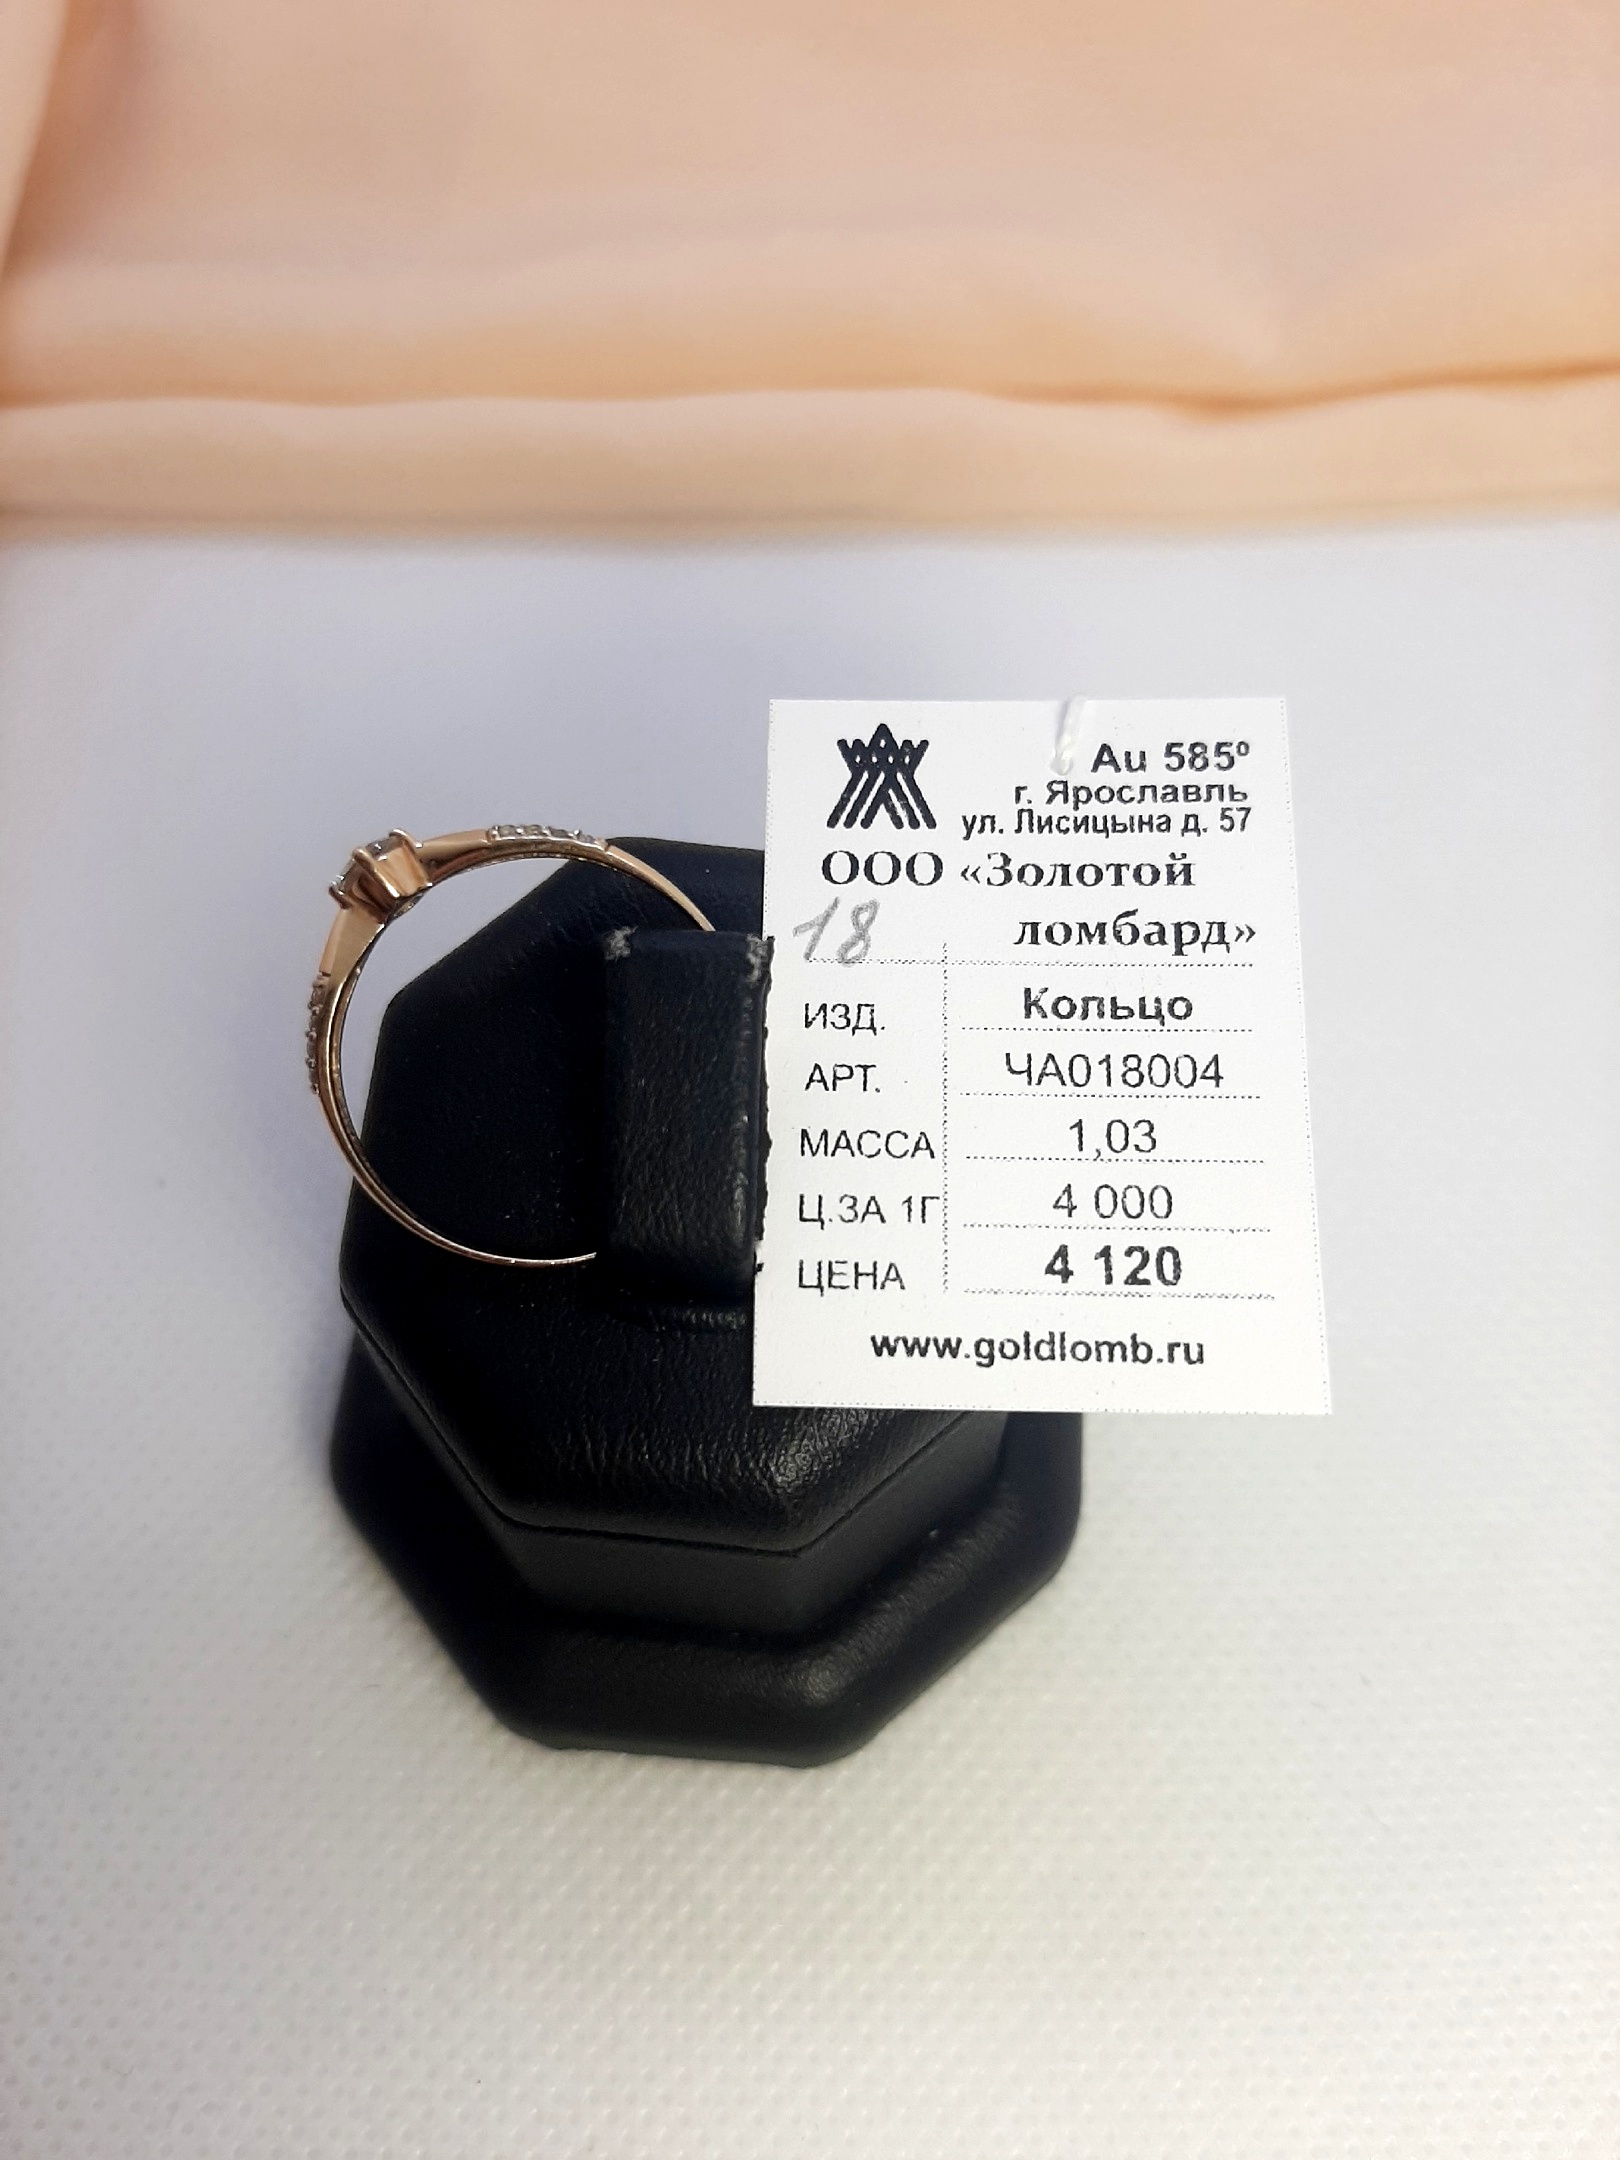 Au 585º
г. Ярославль
ул. Лисицына д. 57
ООО «Золотой
18 ломбард»
ИЗД. Кольцо
АРТ. ЧА018004
МАССА 1,03
Ц.ЗА 1Г 4 000
ЦЕНА 4 120
www.goldlomb.ru